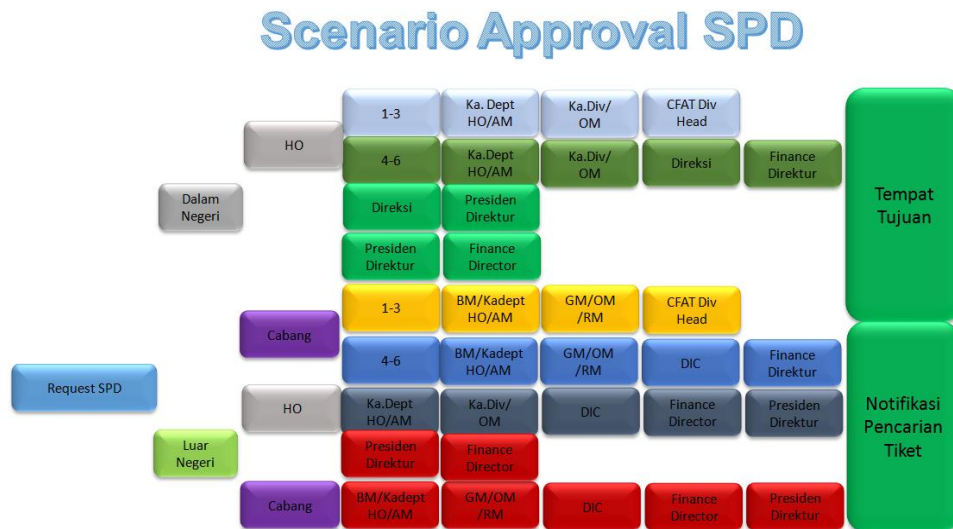 Scenario Approval SPD
1-3
Ka. Dept
HO/AM
Ka.Div/
OM
CFAT Div
Head
HO
4-6
Ka.Dept
HO/AM
Ka.Div/
OM
Direksi
Finance
Direktur
Dalam
Negeri
Direksi
Presiden
Direktur
Presiden
Direktur
Finance
Director
Tempat
Tujuan
1-3
BM/Kadept
HO/AM
GM/OM
/RM
CFAT Div
Head
Cabang
4-6
BM/Kadept
HO/AM
GM/OM
/RM
DIC
Finance
Direktur
Request SPD
HO
Ka.Dept
HO/AM
Ka.Div/
OM
DIC
Finance
Director
Presiden
Direktur
Luar
Negeri
Presiden
Direktur
Finance
Director
Notifikasi
Pencarian
Tiket
Cabang
BM/Kadept
HO/AM
GM/OM
/RM
DIC
Finance
Director
Presiden
Direktur